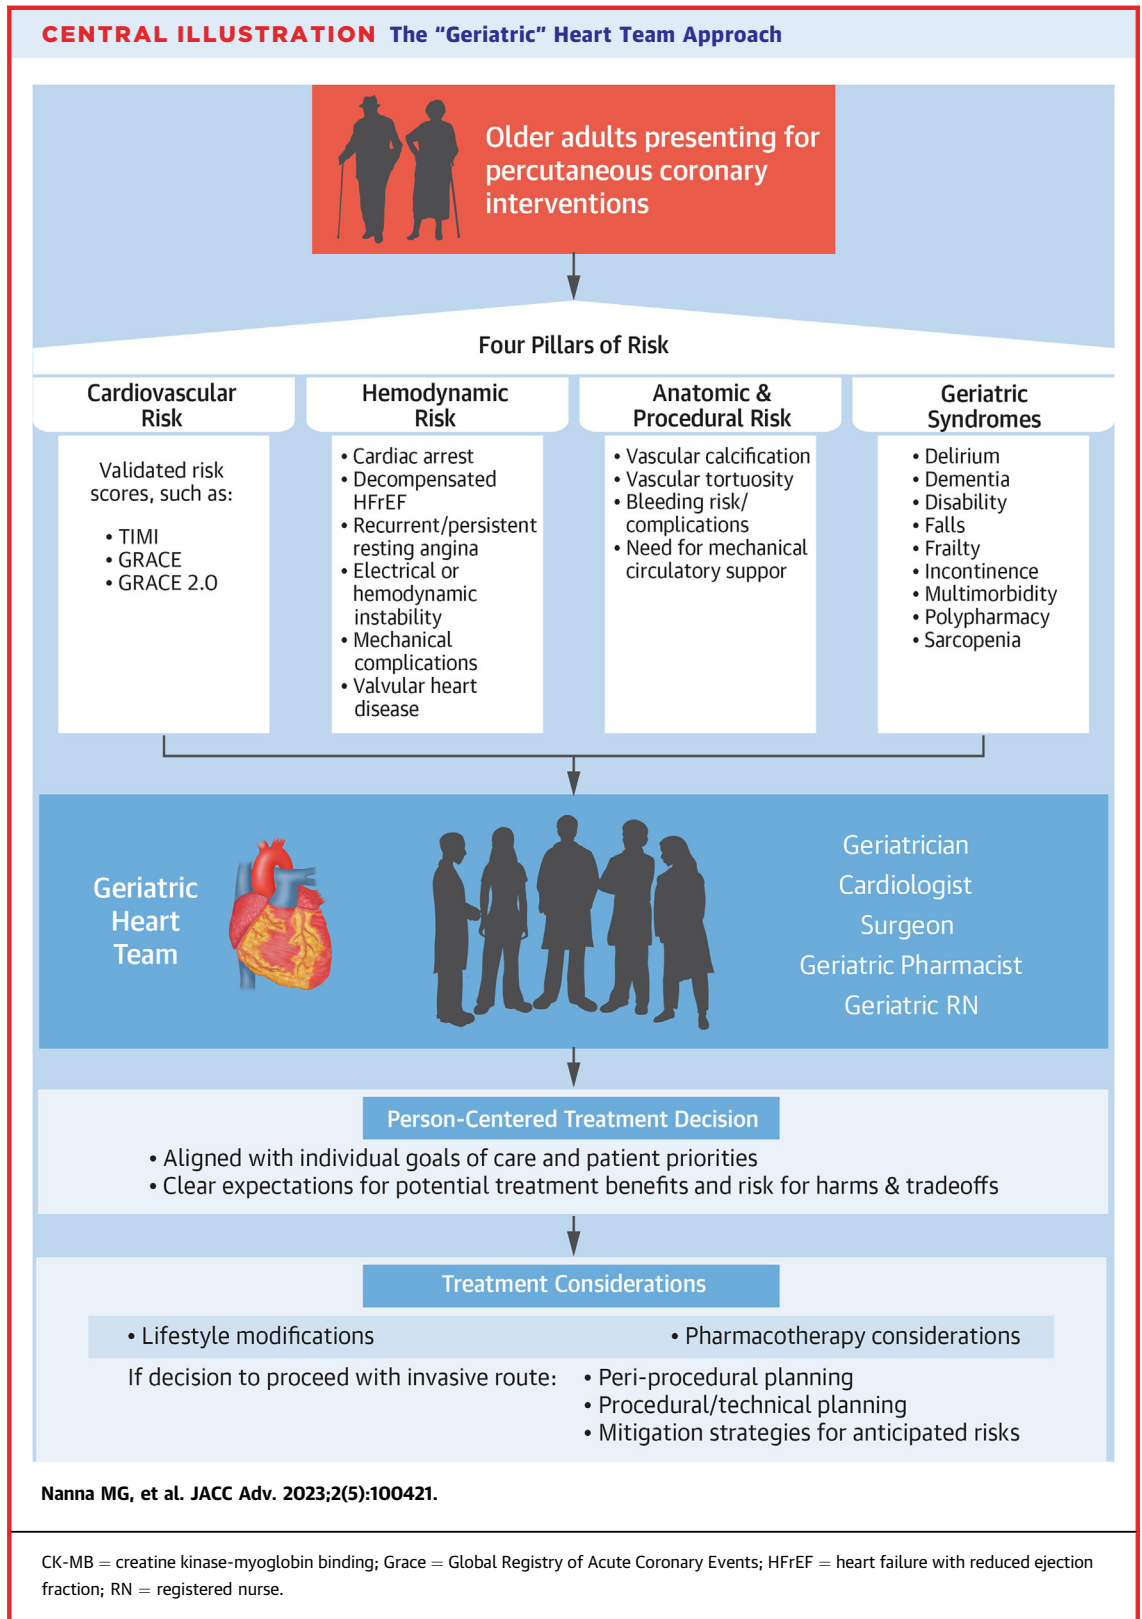 CENTRAL ILLUSTRATION The “Geriatric” Heart Team Approach
Older adults presenting for
percutaneous coronary
interventions
Four Pillars of Risk
Cardiovascular
Risk
Validated risk
scores, such as:
• TIMI
• GRACE
• GRACE 2.0
Hemodynamic
Risk
• Cardiac arrest
• Decompensated
HFrEF
• Recurrent/persistent
resting angina
• Electrical or
hemodynamic
instability
• Mechanical
complications
• Valvular heart
disease
Anatomic &
Procedural Risk
• Vascular calcification
• Vascular tortuosity
• Bleeding risk/
complications
• Need for mechanical
circulatory suppor
Geriatric
Syndromes
• Delirium
• Dementia
• Disability
• Falls
• Frailty
• Incontinence
• Multimorbidity
• Polypharmacy
• Sarcopenia
Geriatric
Heart
Team
Geriatrician
Cardiologist
Surgeon
Geriatric Pharmacist
Geriatric RN
Person-Centered Treatment Decision
• Aligned with individual goals of care and patient priorities
• Clear expectations for potential treatment benefits and risk for harms & tradeoffs
Treatment Considerations
• Lifestyle modifications
• Pharmacotherapy considerations
If decision to proceed with invasive route:
• Peri-procedural planning
• Procedural/technical planning
• Mitigation strategies for anticipated risks
Nanna MG, et al. JACC Adv. 2023;2(5):100421.
CK-MB = creatine kinase-myoglobin binding; Grace = Global Registry of Acute Coronary Events; HFrEF = heart failure with reduced ejection
fraction; RN = registered nurse.